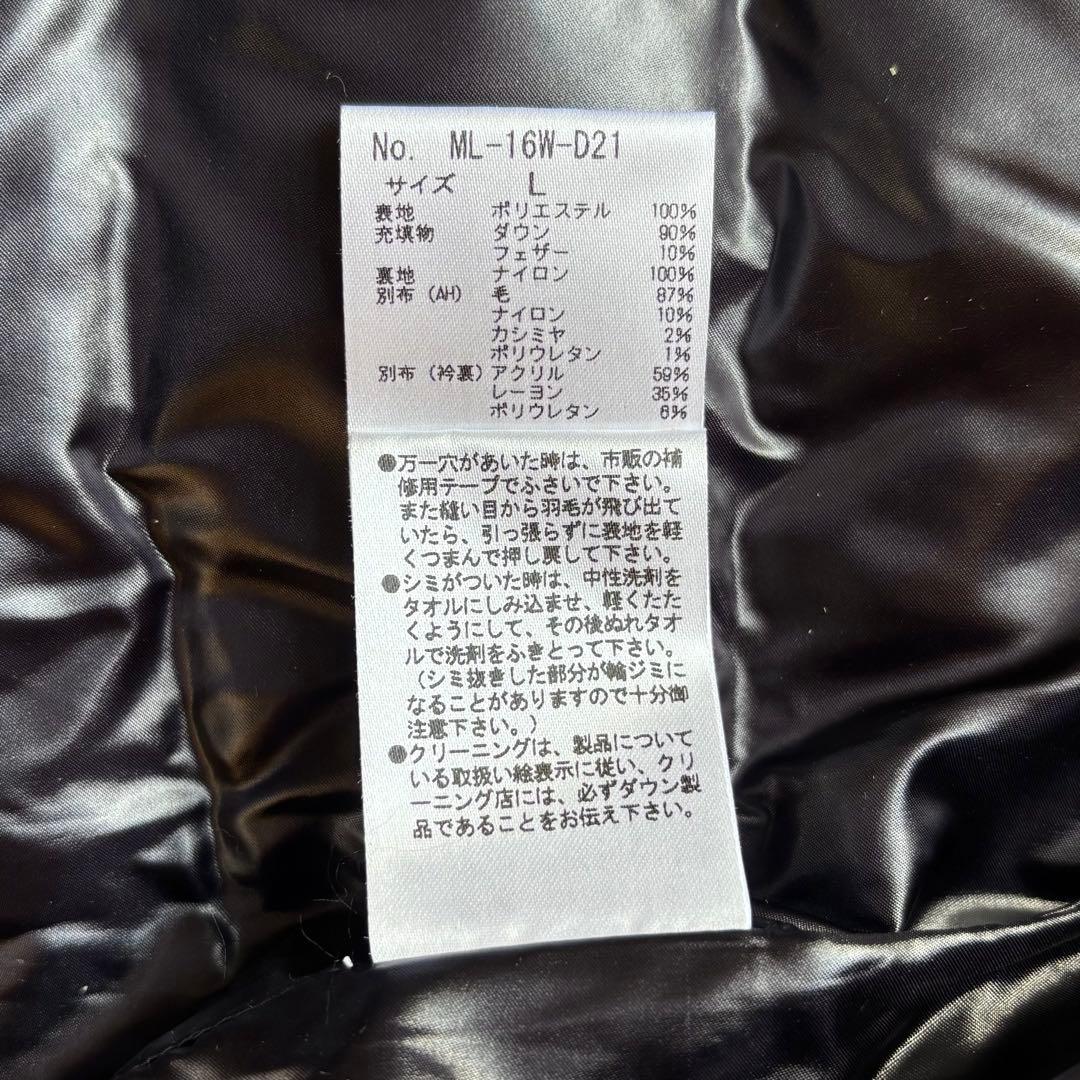 No. ML-16W-D21
サイズ L
表地 ポリエステル 100%
充填物 ダウン 90%
フェザー 10%
裏地 ナイロン 100%
別布（AH） 毛 87%
ナイロン 10%
カシミヤ 2%
ポリウレタン 1%
別布（衿裏） アクリル 59%
レーヨン 35%
ポリウレタン 6%
●万一穴があいた時は、市販の補
修用テープでふさいで下さい。
また縫い目から羽毛が飛び出て
いたら、引っ張らずに表地を軽
くつまんで押し戻して下さい。
●シミがついた時は、中性洗剤を
タオルにしみ込ませ、軽くたた
くようにして、その後ぬれタオ
ルで洗剤をふきとって下さい。
（シミ抜きした部分が輪ジミに
なることがありますので十分御
注意下さい。）
●クリーニングは、製品について
いる取扱い絵表示に従い、クリ
ーニング店には、必ずダウン製
品であることをお伝え下さい。